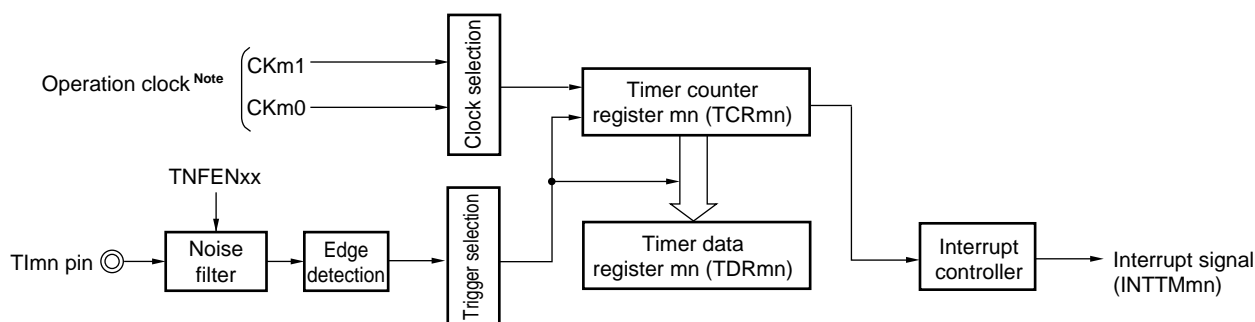 Operation clock Note
CKm1
CKm0
Clock selection
Timer counter
register mn (TCRmn)
TNFENxx
TImn pin
Noise
filter
Edge
detection
Trigger selection
Timer data
register mn (TDRmn)
Interrupt
controller
Interrupt signal
(INTTMmn)